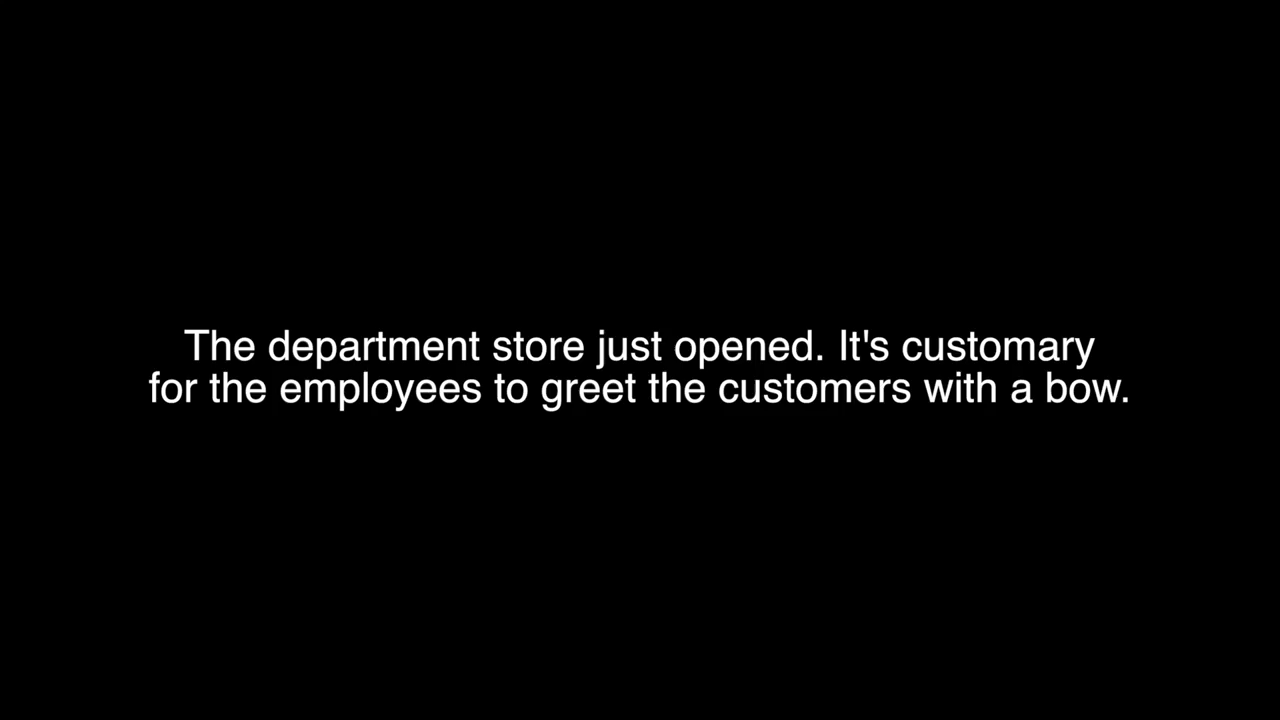 The department store just opened. It's customary
for the employees to greet the customers with a bow.